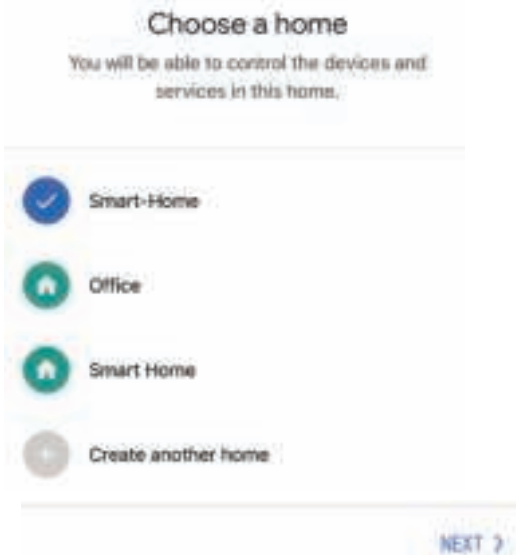 Choose a home
You will be able to control the devices and
services in this home.
Smart-Home
Office
Smart Home
Create another home
NEXT >